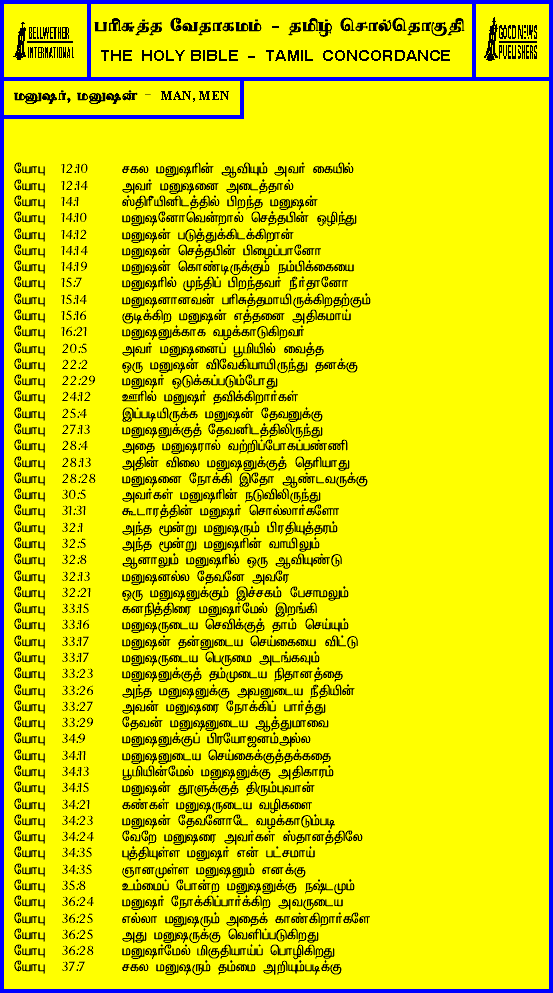 BELLWETHER
INTERNATIONAL
பரிசுத்த வேதாகமம் - தமிழ் சொல்தொகுதி
THE HOLY BIBLE - TAMIL CONCORDANCE
GOOD NEWS
PUBLISHERS
மனுஷர், மனுஷன் - MAN, MEN
யோபு 12:10 சகல மனுஷரின் ஆவியும் அவர் கையில்
யோபு 12:14 அவர் மனுஷனை அடைத்தால்
யோபு 14:1 ஸ்திரீயினிடத்தில் பிறந்த மனுஷன்
யோபு 14:10 மனுஷனோவென்றால் செத்தபின் ஒழிந்து
யோபு 14:12 மனுஷன் படுத்துக்கிடக்கிறான்
யோபு 14:14 மனுஷன் செத்தபின் பிழைப்பானோ
யோபு 14:19 மனுஷன் கொண்டிருக்கும் நம்பிக்கையை
யோபு 15:7 மனுஷரில் முந்திப் பிறந்தவர் நீர்தானோ
யோபு 15:14 மனுஷனானவன் பரிசுத்தமாயிருக்கிறதற்கும்
யோபு 15:16 குடிக்கிற மனுஷன் எத்தனை அதிகமாய்
யோபு 16:21 மனுஷனுக்காக வழக்காடுகிறவர்
யோபு 20:5 அவர் மனுஷனைப் பூமியில் வைத்த
யோபு 22:2 ஒரு மனுஷன் விவேகியாயிருந்து தனக்கு
யோபு 22:29 மனுஷர் ஒடுக்கப்படும்போது
யோபு 24:12 ஊரில் மனுஷர் தவிக்கிறார்கள்
யோபு 25:4 இப்படியிருக்க மனுஷன் தேவனுக்கு
யோபு 27:13 மனுஷனுக்குத் தேவனிடத்திலிருந்து
யோபு 28:4 அதை மனுஷரால் வற்றிப்போகப்பண்ணி
யோபு 28:13 அதின் விலை மனுஷனுக்குத் தெரியாது
யோபு 28:28 மனுஷனை நோக்கி இதோ ஆண்டவருக்கு
யோபு 30:5 அவர்கள் மனுஷரின் நடுவிலிருந்து
யோபு 31:31 கூடாரத்தின் மனுஷர் சொல்லார்களோ
யோபு 32:1 அந்த மூன்று மனுஷரும் பிரதியுத்தரம்
யோபு 32:5 அந்த மூன்று மனுஷரின் வாயிலும்
யோபு 32:8 ஆனாலும் மனுஷரில் ஒரு ஆவியுண்டு
யோபு 32:13 மனுஷனல்ல தேவனே அவரே
யோபு 32:21 ஒரு மனுஷனுக்கும் இச்சகம் பேசாமலும்
யோபு 33:15 கனநித்திரை மனுஷர்மேல் இறங்கி
யோபு 33:16 மனுஷருடைய செவிக்குத் தாம் செய்யும்
யோபு 33:17 மனுஷன் தன்னுடைய செய்கையை விட்டு
யோபு 33:17 மனுஷருடைய பெருமை அடங்கவும்
யோபு 33:23 மனுஷனுக்குத் தம்முடைய நிதானத்தை
யோபு 33:26 அந்த மனுஷனுக்கு அவனுடைய நீதியின்
யோபு 33:27 அவன் மனுஷரை நோக்கிப் பார்த்து
யோபு 33:29 தேவன் மனுஷனுடைய ஆத்துமாவை
யோபு 34:9 மனுஷனுக்குப் பிரயோஜனம்அல்ல
யோபு 34:11 மனுஷனுடைய செய்கைக்குத்தக்கதை
யோபு 34:13 பூமியின்மேல் மனுஷனுக்கு அதிகாரம்
யோபு 34:15 மனுஷன் தூளுக்குத் திரும்புவான்
யோபு 34:21 கண்கள் மனுஷருடைய வழிகளை
யோபு 34:23 மனுஷன் தேவனோடே வழக்காடும்படி
யோபு 34:24 வேறே மனுஷரை அவர்கள் ஸ்தானத்திலே
யோபு 34:35 புத்தியுள்ள மனுஷர் என் பட்சமாய்
யோபு 34:35 ஞானமுள்ள மனுஷனும் எனக்கு
யோபு 35:8 உம்மைப் போன்ற மனுஷனுக்கு நஷ்டமும்
யோபு 36:24 மனுஷர் நோக்கிப்பார்க்கிற அவருடைய
யோபு 36:25 எல்லா மனுஷரும் அதைக் காண்கிறார்களே
யோபு 36:25 அது மனுஷருக்கு வெளிப்படுகிறது
யோபு 36:28 மனுஷர்மேல் மிகுதியாய்ப் பொழிகிறது
யோபு 37:7 சகல மனுஷரும் தம்மை அறியும்படிக்கு